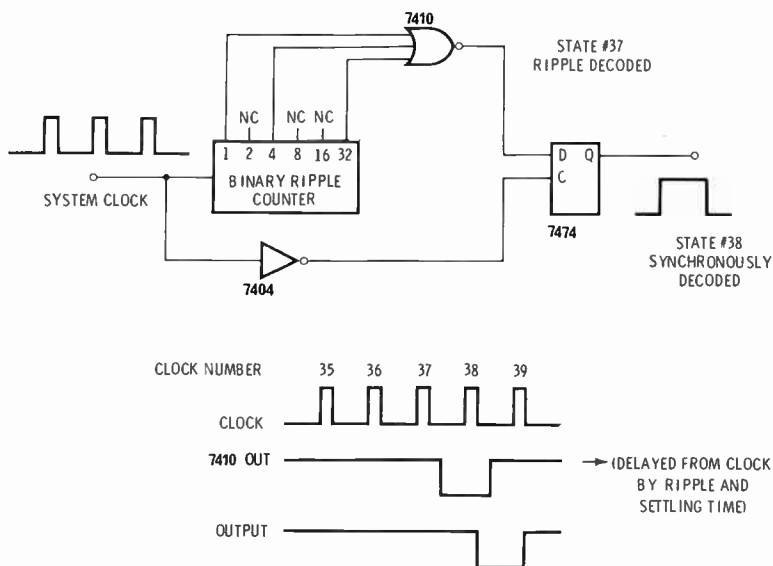 7410
STATE #37
RIPPLE DECODED
NC NC NC
1 2 4 8 16 32
BINARY RIPPLE
COUNTER
SYSTEM CLOCK
D Q
C
7474
7404
STATE #38
SYNCHRONOUSLY
DECODED
CLOCK NUMBER 35 36 37 38 39
CLOCK
7410 OUT
(DELAYED FROM CLOCK
BY RIPPLE AND
SETTLING TIME)
OUTPUT